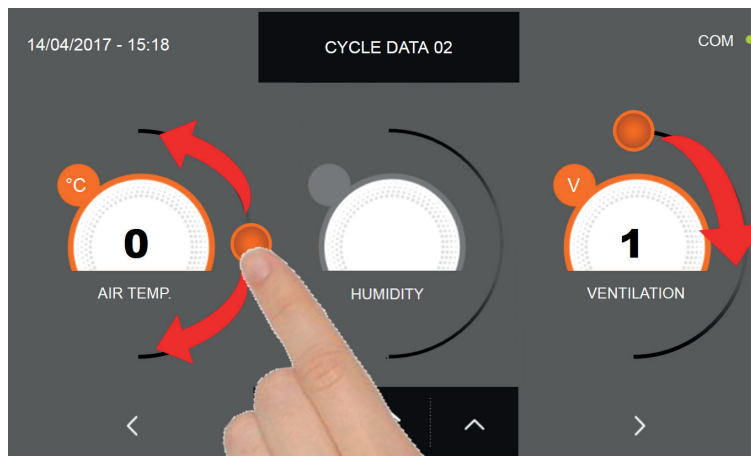 14/04/2017 - 15:18
CYCLE DATA 02
COM
°C
V
0
1
AIR TEMP.
HUMIDITY
VENTILATION